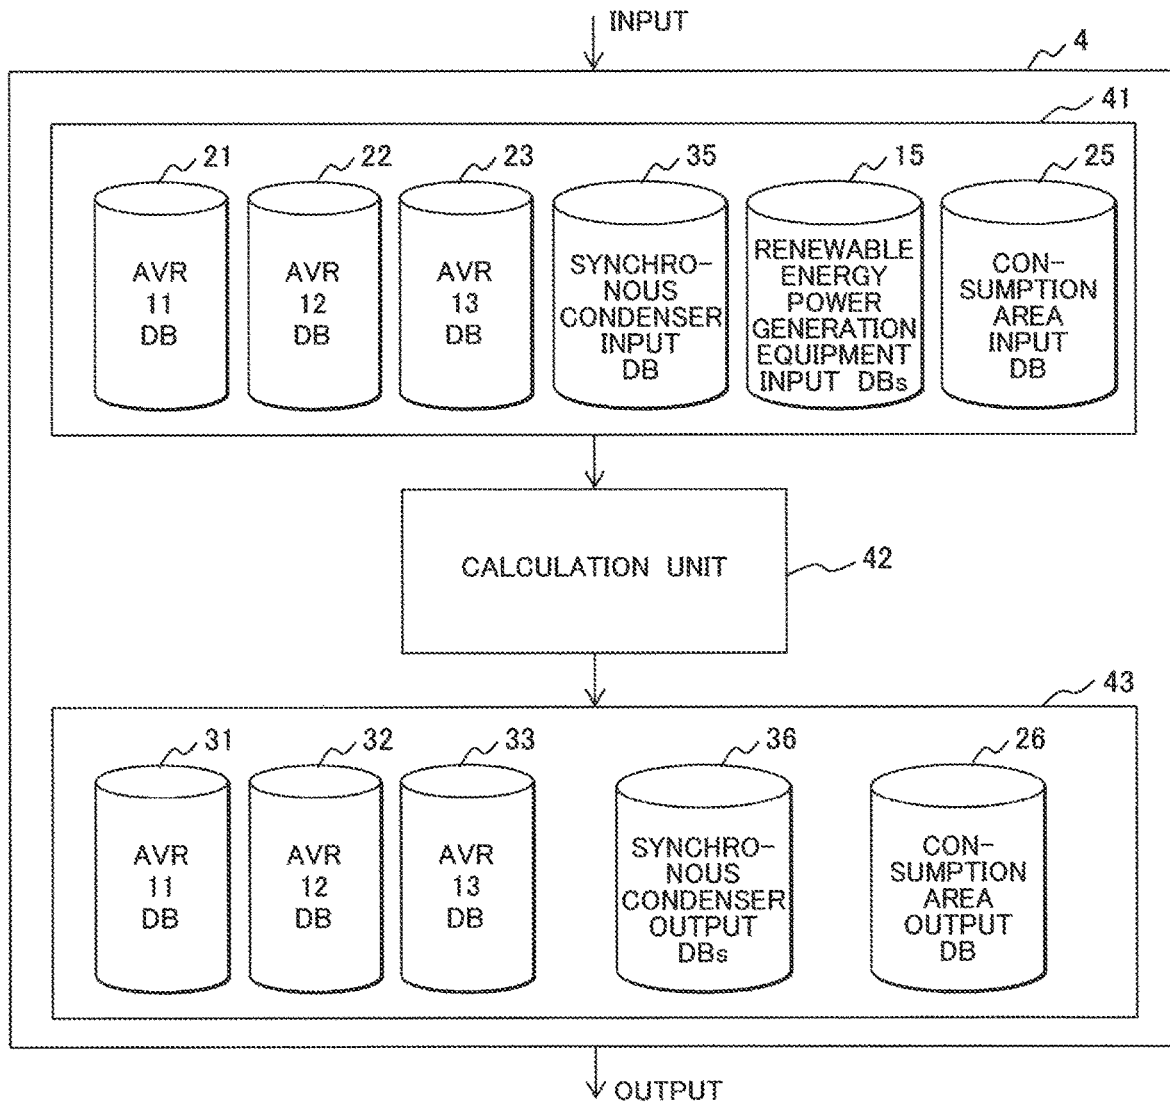 INPUT
4
41
21
22
23
35
15
25
AVR
11
DB
AVR
12
DB
AVR
13
DB
SYNCHRO-
NOUS
CONDENSER
INPUT
DB
RENEWABLE
ENERGY
POWER
GENERATION
EQUIPMENT
INPUT DBs
CON-
SUMPTION
AREA
INPUT
DB
CALCULATION UNIT
42
43
31
32
33
36
26
AVR
11
DB
AVR
12
DB
AVR
13
DB
SYNCHRO-
NOUS
CONDENSER
OUTPUT
DBs
CON-
SUMPTION
AREA
OUTPUT
DB
OUTPUT